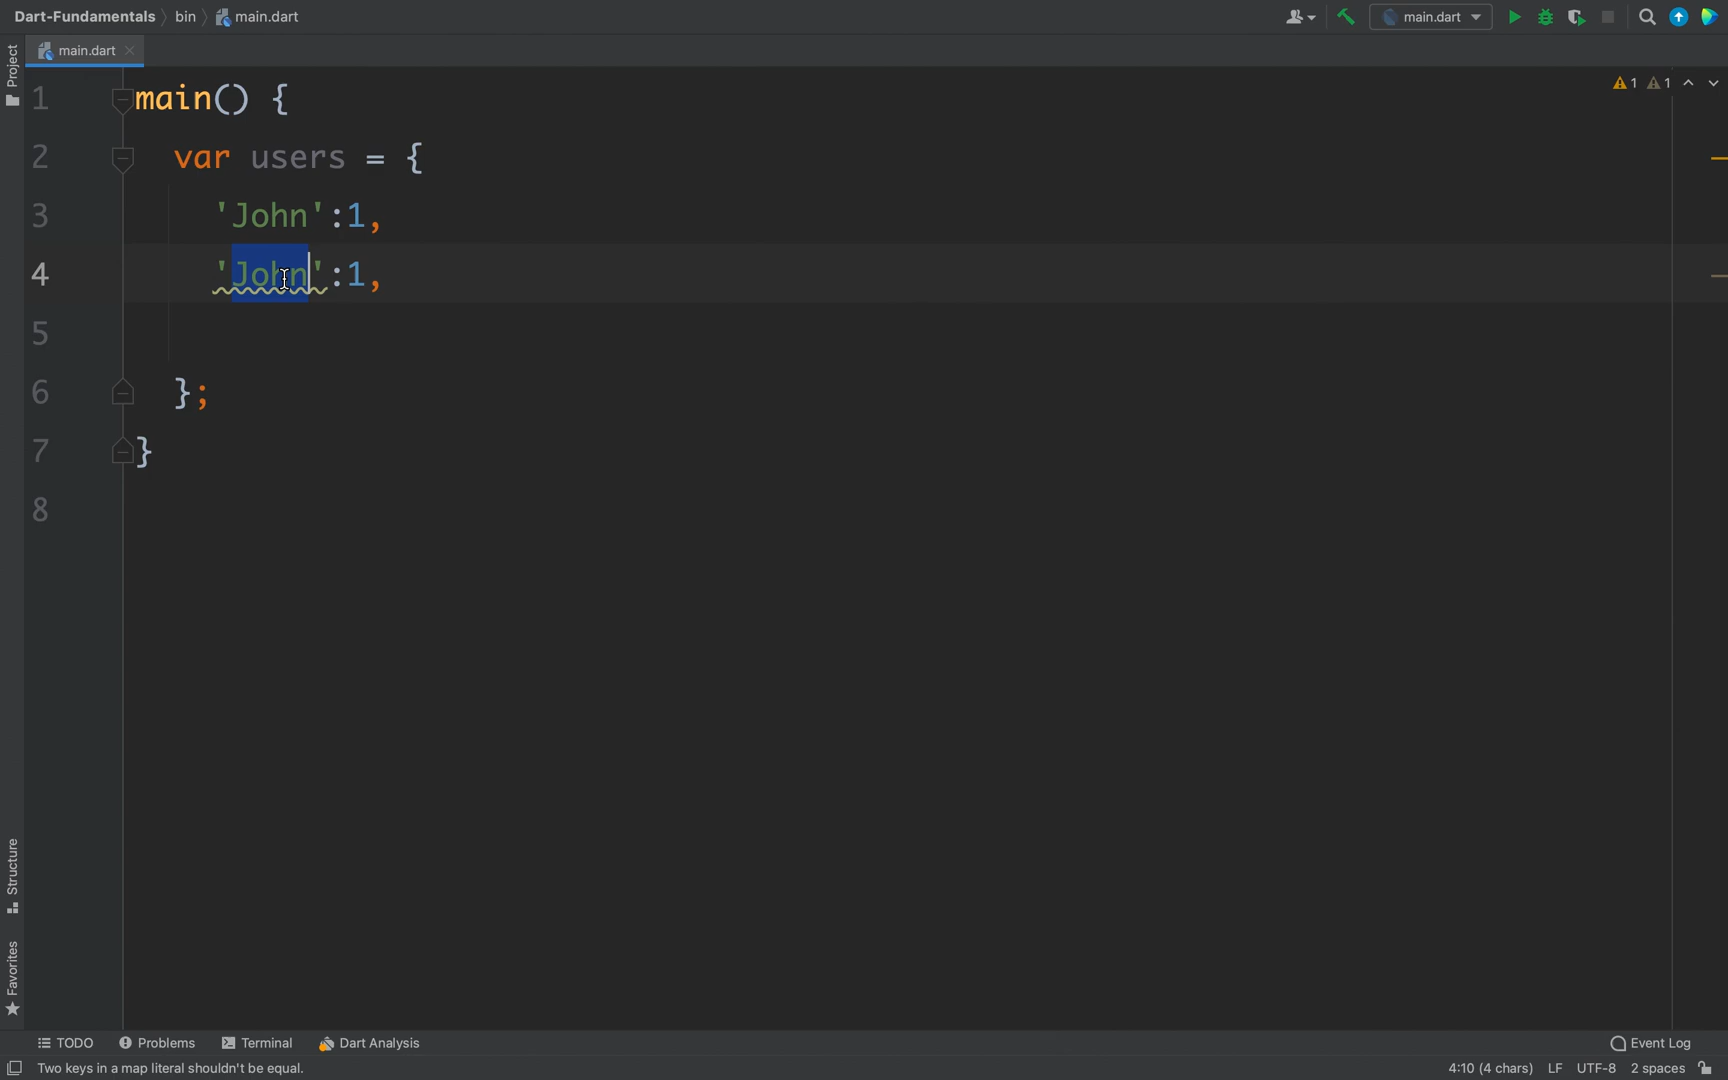 Dart-Fundamentals bin main.dart main.dart
Project
main.dart
1 main() {
2 var users = {
3 'John':1,
4 'John':1,
5
6 };
7 }
8
1 1
Structure
Favorites
TODO Problems Terminal Dart Analysis Event Log
Two keys in a map literal shouldn't be equal. 4:10 (4 chars) LF UTF-8 2 spaces